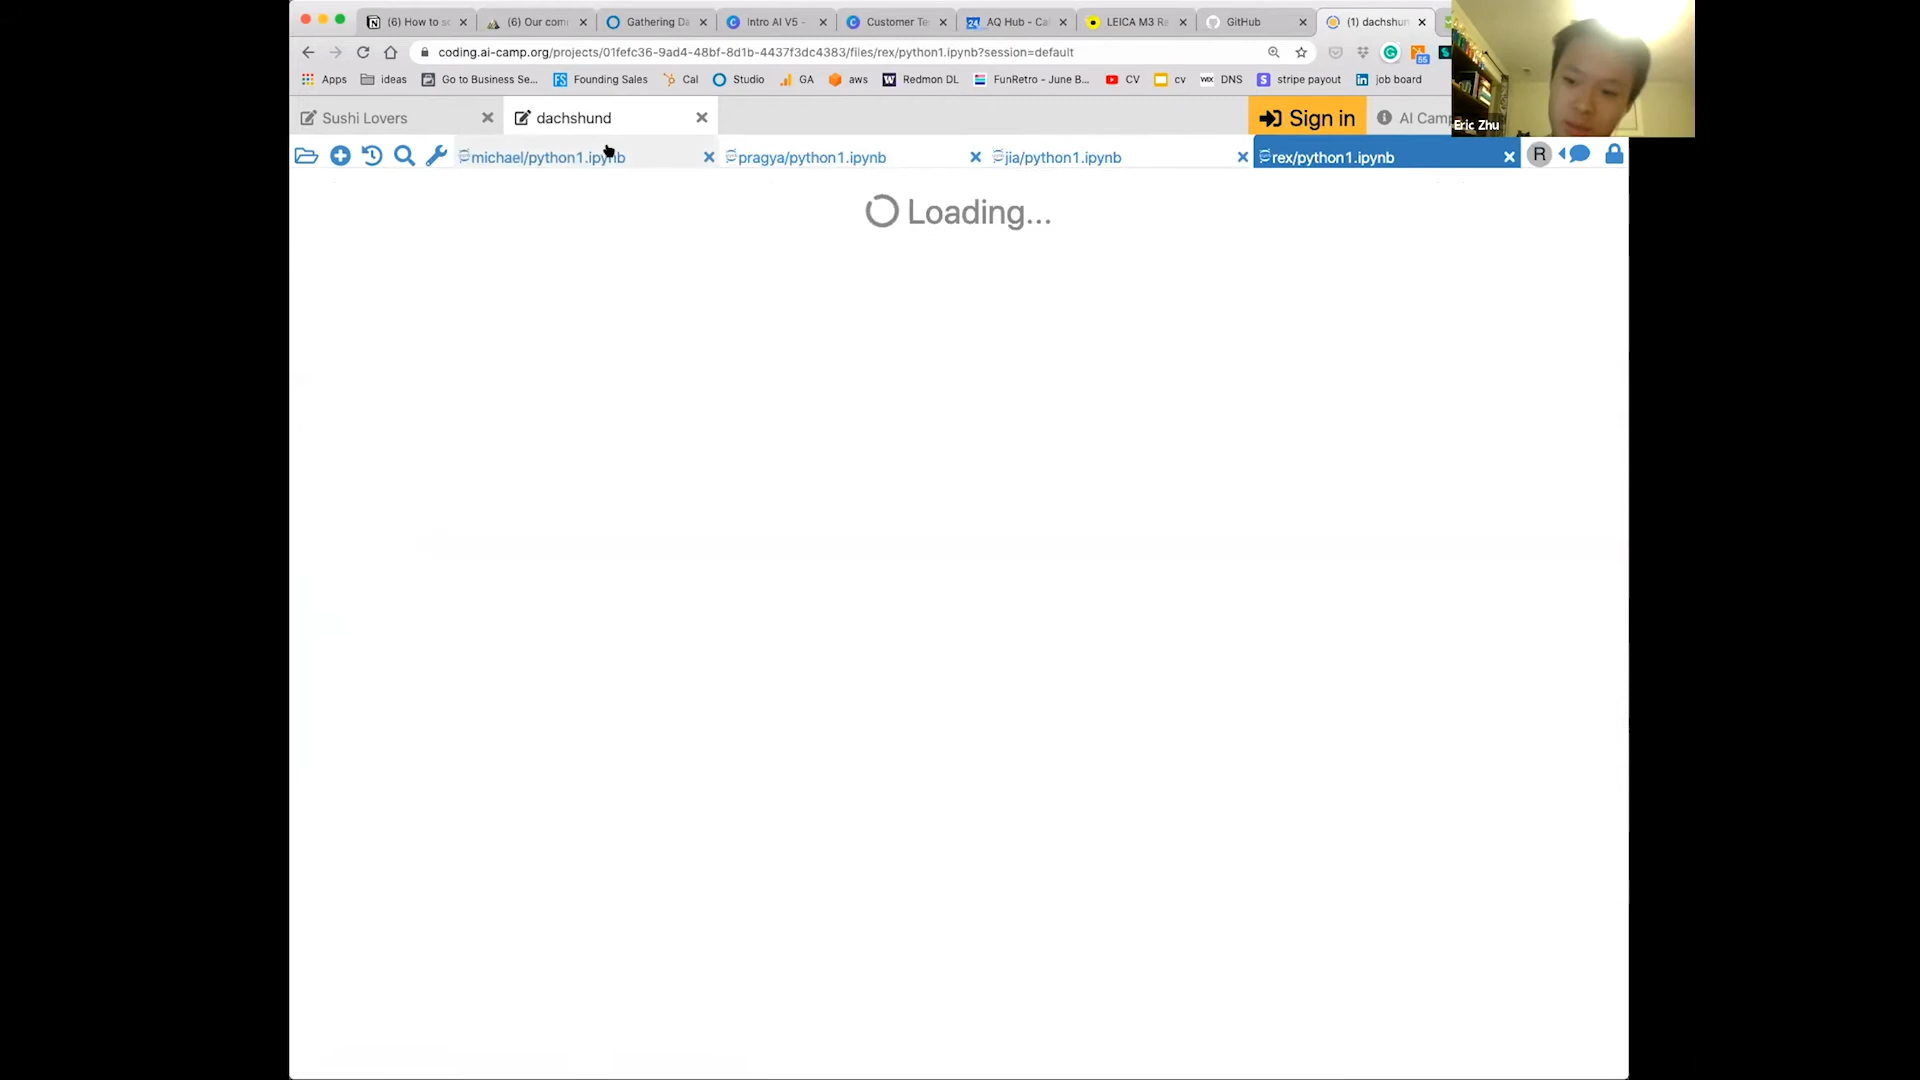 (6) How to s
(6) Our com
Gathering Da
Intro AI V5 -
Customer Te
AQ Hub - Ca
LEICA M3 Re
GitHub
(1) dachshun
coding.ai-camp.org/projects/01fefc36-9ad4-48bf-8d1b-4437f3dc4383/files/rex/python1.ipynb?session=default
Apps ideas Go to Business Se... Founding Sales Cal Studio GA aws Redmon DL FunRetro - June B... CV cv DNS stripe payout job board
Sushi Lovers dachshund Sign in AI Cam
Eric Zhu
michael/python1.ipynb pragya/python1.ipynb jia/python1.ipynb rex/python1.ipynb R
Loading...